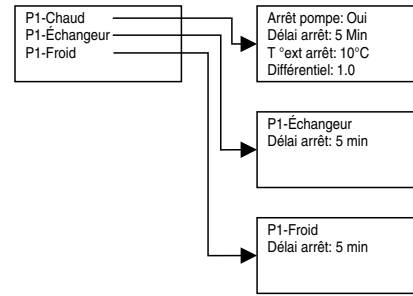 P1-Chaud
P1-Échangeur
P1-Froid
Arrêt pompe: Oui
Délai arrêt: 5 Min
T °ext arrêt: 10°C
Différentiel: 1.0
P1-Échangeur
Délai arrêt: 5 min
P1-Froid
Délai arrêt: 5 min